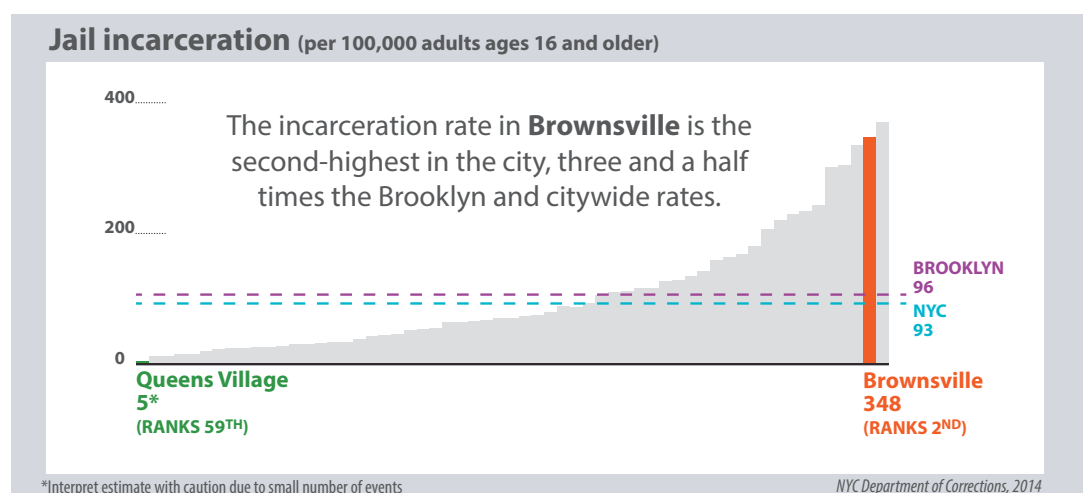 Jail incarceration (per 100,000 adults ages 16 and older)
400
The incarceration rate in Brownsville is the
second-highest in the city, three and a half
times the Brooklyn and citywide rates.
200
BROOKLYN
96
NYC
93
0
Queens Village
5*
(RANKS 59TH)
Brownsville
348
(RANKS 2ND)
*Interpret estimate with caution due to small number of events
NYC Department of Corrections, 2014